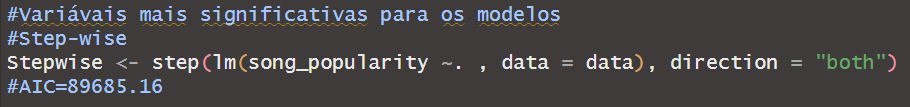 #Variávais mais significativas para os modelos
#Step-wise
Stepwise <- step(lm(song_popularity ~. , data = data), direction = "both")
#AIC=89685.16